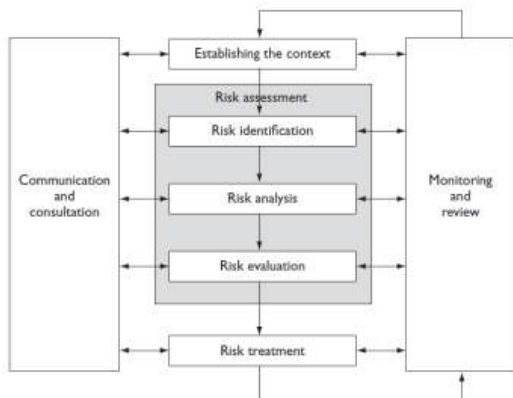 Establishing the context
Risk assessment
Risk identification
Communication
and
consultation
Risk analysis
Monitoring
and
review
Risk evaluation
Risk treatment